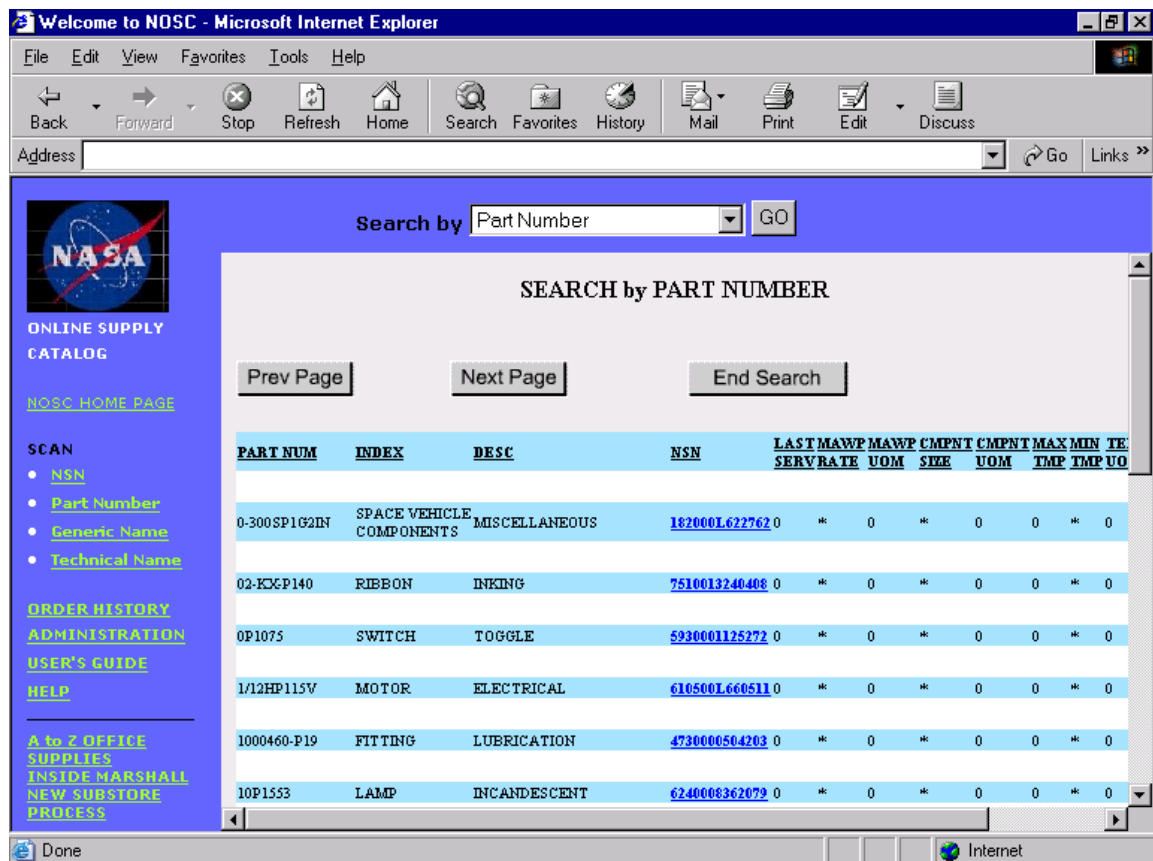 Welcome to NOSC - Microsoft Internet Explorer
File Edit View Favorites Tools Help
Back Forward Stop Refresh Home Search Favorites History Mail Print Edit Discuss
Address Go Links »
Search by Part Number GO
NASA
ONLINE SUPPLY
CATALOG
NOSC HOME PAGE
SCAN
NSN
Part Number
Generic Name
Technical Name
ORDER HISTORY
ADMINISTRATION
USER'S GUIDE
HELP
A to Z OFFICE
SUPPLIES
INSIDE MARSHALL
NEW SUBSTORE
PROCESS
SEARCH by PART NUMBER
Prev Page Next Page End Search
PART NUM INDEX DESC NSN LAST MAWP MAWP CMPNT CMPNT MAX MIN TE
SERV RATE UOM SIZE UOM TMP TMP UO
0-300SP1G2IN SPACE VEHICLE COMPONENTS MISCELLANEOUS 182000L622762 0 * 0 * 0 0 * 0
02-KX-P140 RIBBON INKING 7510013240408 0 * 0 * 0 0 * 0
0P1075 SWITCH TOGGLE 5930001125272 0 * 0 * 0 0 * 0
1/12HP115V MOTOR ELECTRICAL 610500L660511 0 * 0 * 0 0 * 0
1000460-P19 FITTING LUBRICATION 4730000504203 0 * 0 * 0 0 * 0
10P1553 LAMP INCANDESCENT 6240008362079 0 * 0 * 0 0 * 0
Done Internet